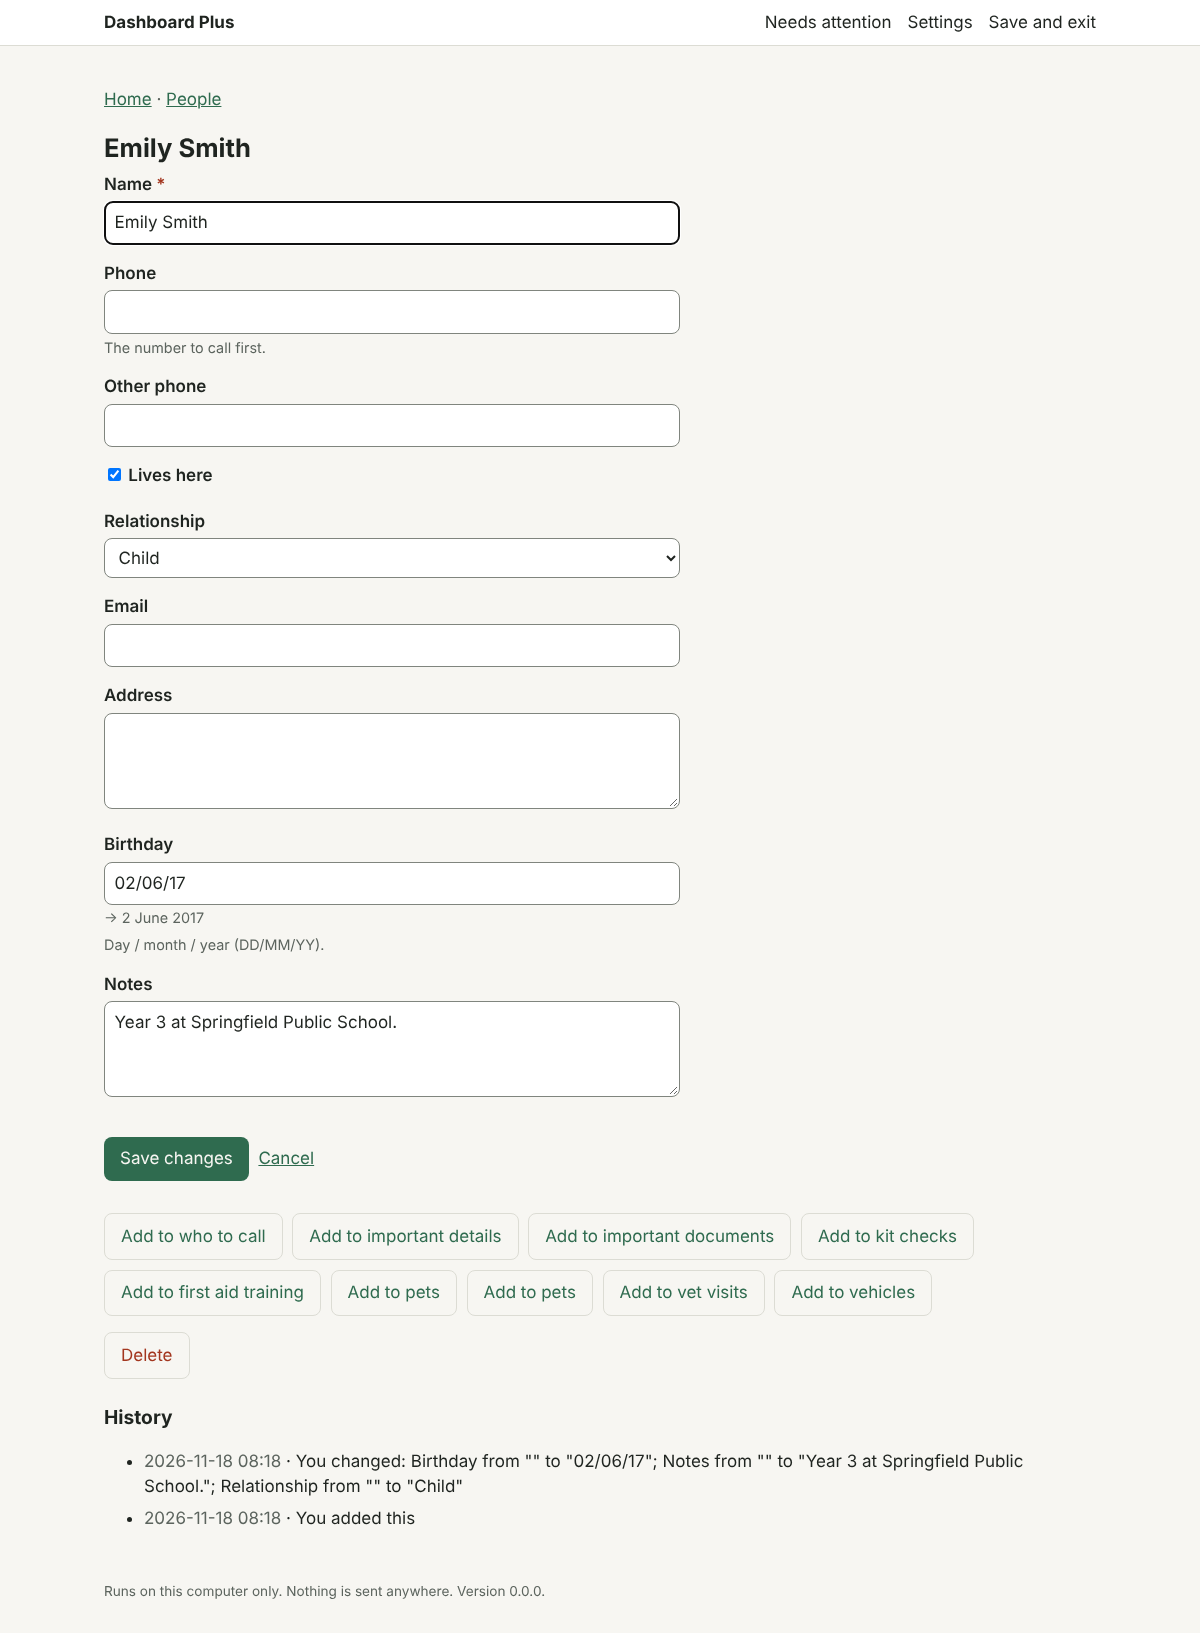 Dashboard Plus
Needs attention Settings Save and exit
Home · People
Emily Smith
Name *
Emily Smith
Phone
The number to call first.
Other phone
Lives here
Relationship
Child
Email
Address
Birthday
02/06/17
→ 2 June 2017
Day / month / year (DD/MM/YY).
Notes
Year 3 at Springfield Public School.
Save changes Cancel
Add to who to call Add to important details Add to important documents Add to kit checks
Add to first aid training Add to pets Add to pets Add to vet visits Add to vehicles
Delete
History
• 2026-11-18 08:18 · You changed: Birthday from "" to "02/06/17"; Notes from "" to "Year 3 at Springfield Public
School."; Relationship from "" to "Child"
• 2026-11-18 08:18 · You added this
Runs on this computer only. Nothing is sent anywhere. Version 0.0.0.